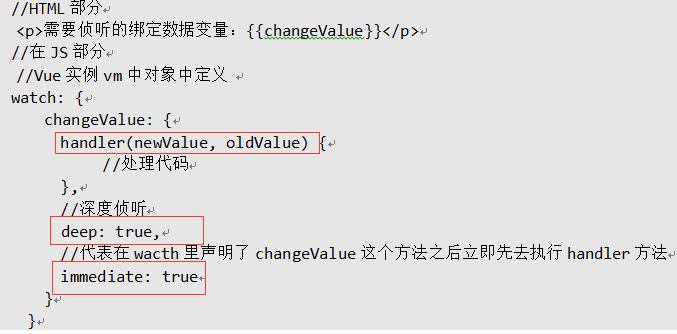 //HTML 部分
<p>需要侦听的绑定数据变量：{{changeValue}}</p>
//在 JS 部分
//Vue 实例 vm 中对象中定义
watch: {
changeValue: {
handler(newValue, oldValue) {
//处理代码
},
//深度侦听
deep: true,
//代表在 wacth 里声明了 changeValue 这个方法之后立即先去执行 handler 方法
immediate: true
}
}